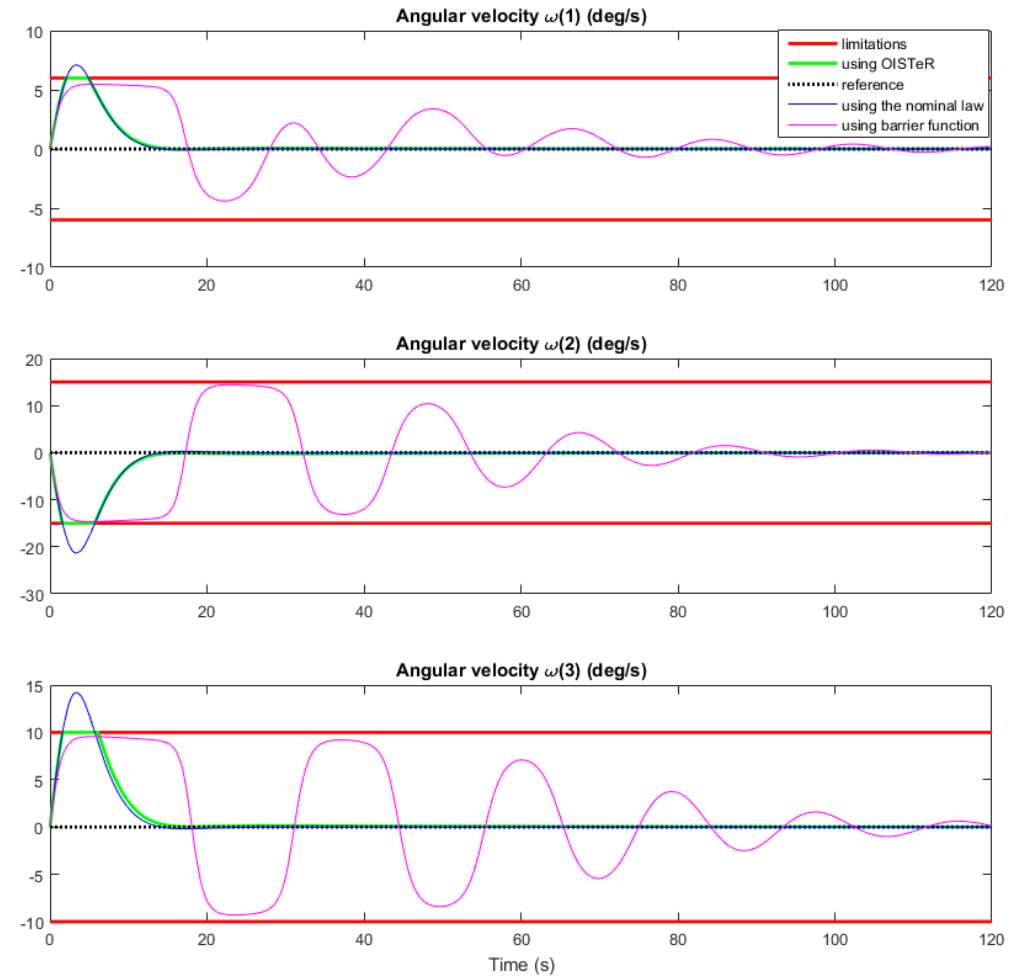 Angular velocity ω(1) (deg/s)
10
5
0
-5
-10
0 20 40 60 80 100 120
limitations
using OISTeR
reference
using the nominal law
using barrier function
Angular velocity ω(2) (deg/s)
20
10
0
-10
-20
-30
0 20 40 60 80 100 120
Angular velocity ω(3) (deg/s)
15
10
5
0
-5
-10
0 20 40 60 80 100 120
Time (s)